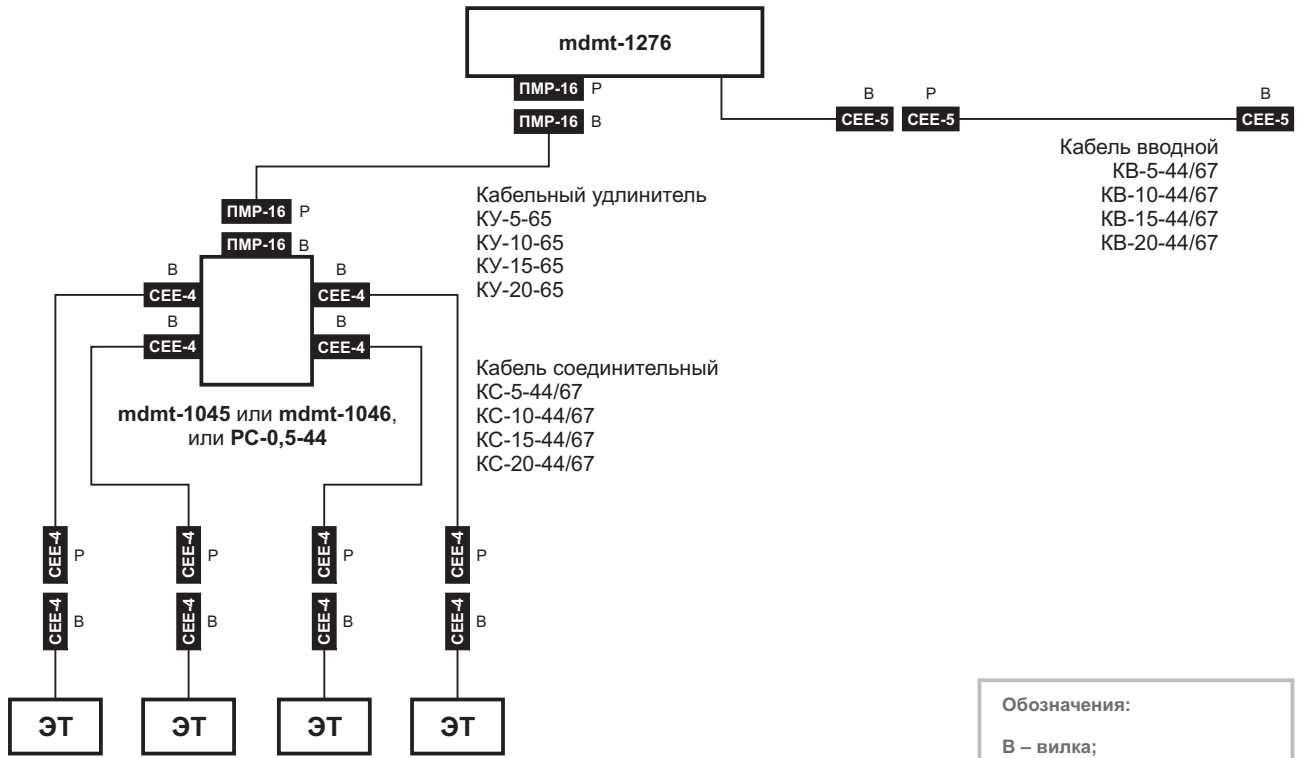 mdmt-1276
ПМР-16 Р
ПМР-16 В
В
СЕЕ-5
Р
СЕЕ-5
В
СЕЕ-5
Кабель вводной
КВ-5-44/67
КВ-10-44/67
КВ-15-44/67
КВ-20-44/67
Кабельный удлинитель
КУ-5-65
КУ-10-65
КУ-15-65
КУ-20-65
ПМР-16 Р
ПМР-16 В
В
СЕЕ-4
В
СЕЕ-4
В
СЕЕ-4
В
СЕЕ-4
mdmt-1045 или mdmt-1046,
или РС-0,5-44
Кабель соединительный
КС-5-44/67
КС-10-44/67
КС-15-44/67
КС-20-44/67
СЕЕ-4 Р
СЕЕ-4 Р
СЕЕ-4 Р
СЕЕ-4 Р
СЕЕ-4 В
СЕЕ-4 В
СЕЕ-4 В
СЕЕ-4 В
ЭТ
ЭТ
ЭТ
ЭТ
Обозначения:
В – вилка;